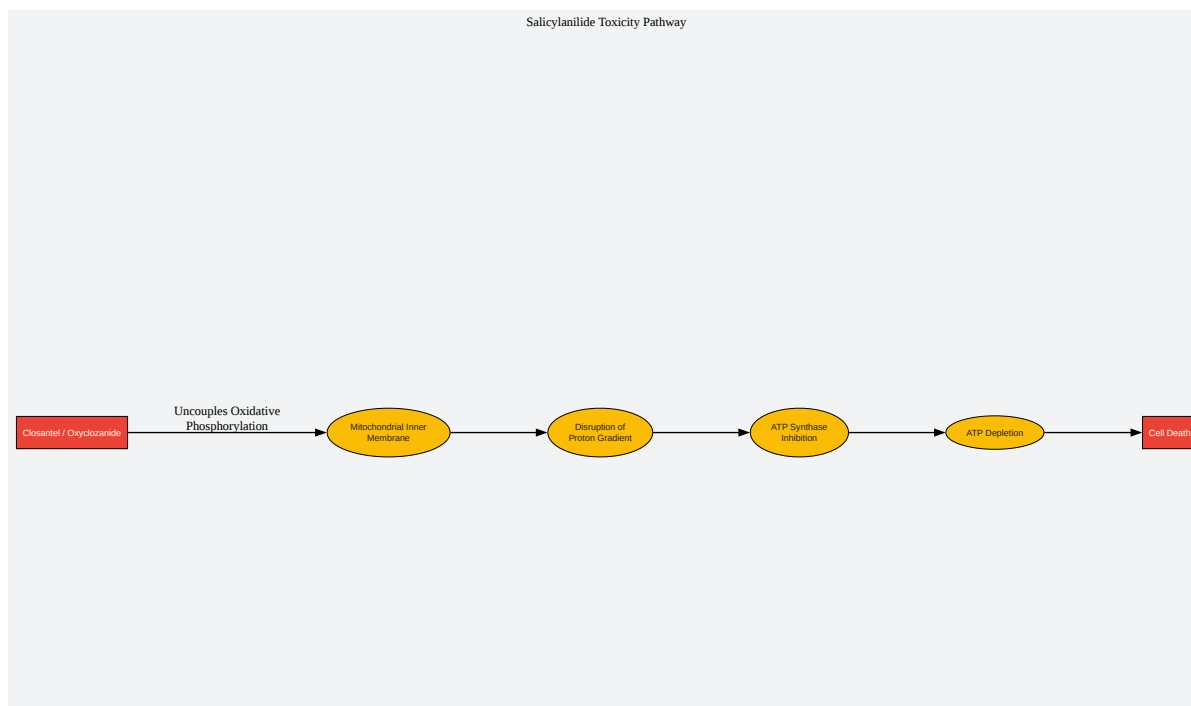 Salicylanilide Toxicity Pathway
Closantel / Oxyclozanide
Uncouples Oxidative
Phosphorylation
Mitochondrial Inner
Membrane
Disruption of
Proton Gradient
ATP Synthase
Inhibition
ATP Depletion
Cell Death